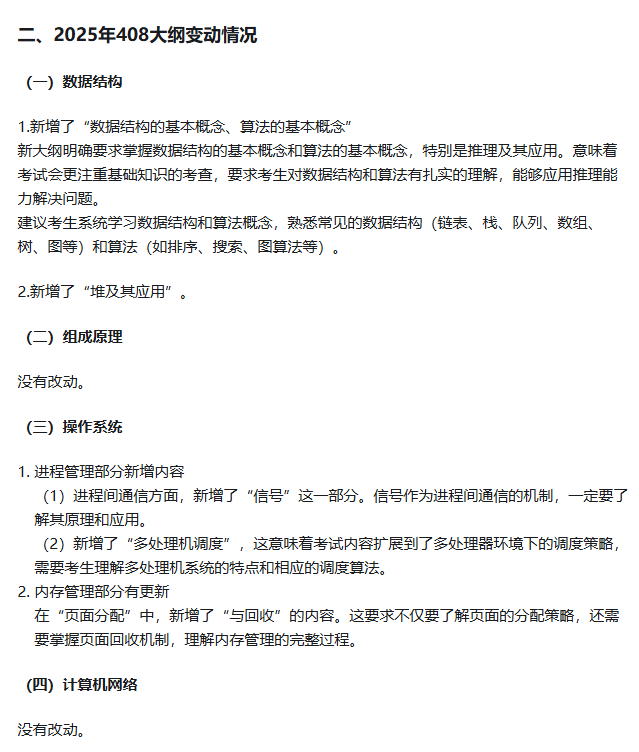 二、2025年408大纲变动情况
（一）数据结构
1.新增了“数据结构的基本概念、算法的基本概念”
新大纲明确要求掌握数据结构的基本概念和算法的基本概念，特别是推理及其应用。意味着
考试会更注重基础知识的考查，要求考生对数据结构和算法有扎实的理解，能够应用推理能
力解决问题。
建议考生系统学习数据结构和算法概念，熟悉常见的数据结构（链表、栈、队列、数组、
树、图等）和算法（如排序、搜索、图算法等）。
2.新增了“堆及其应用”。
（二）组成原理
没有改动。
（三）操作系统
1. 进程管理部分新增内容
（1）进程间通信方面，新增了“信号”这一部分。信号作为进程间通信的机制，一定要了
解其原理和应用。
（2）新增了“多处理机调度”，这意味着考试内容扩展到了多处理器环境下的调度策略，
需要考生理解多处理机系统的特点和相应的调度算法。
2. 内存管理部分有更新
在“页面分配”中，新增了“与回收”的内容。这要求不仅要了解页面的分配策略，还需
要掌握页面回收机制，理解内存管理的完整过程。
（四）计算机网络
没有改动。